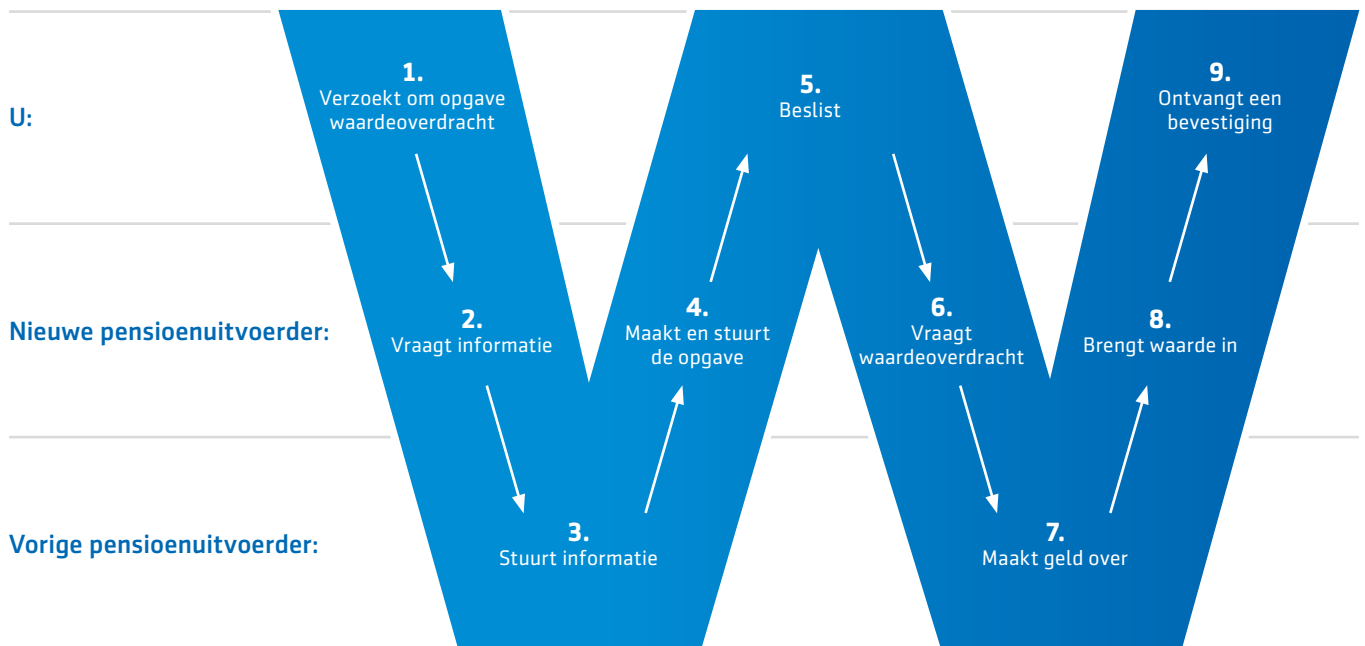 U:
1.
Verzoekt om opgave
waardeoverdracht
5.
Beslist
9.
Ontvangt een
bevestiging
Nieuwe pensioenuitvoerder:
2.
Vraagt informatie
4.
Maakt en stuurt
de opgave
6.
Vraagt
waardeoverdracht
8.
Brengt waarde in
Vorige pensioenuitvoerder:
3.
Stuurt informatie
7.
Maakt geld over